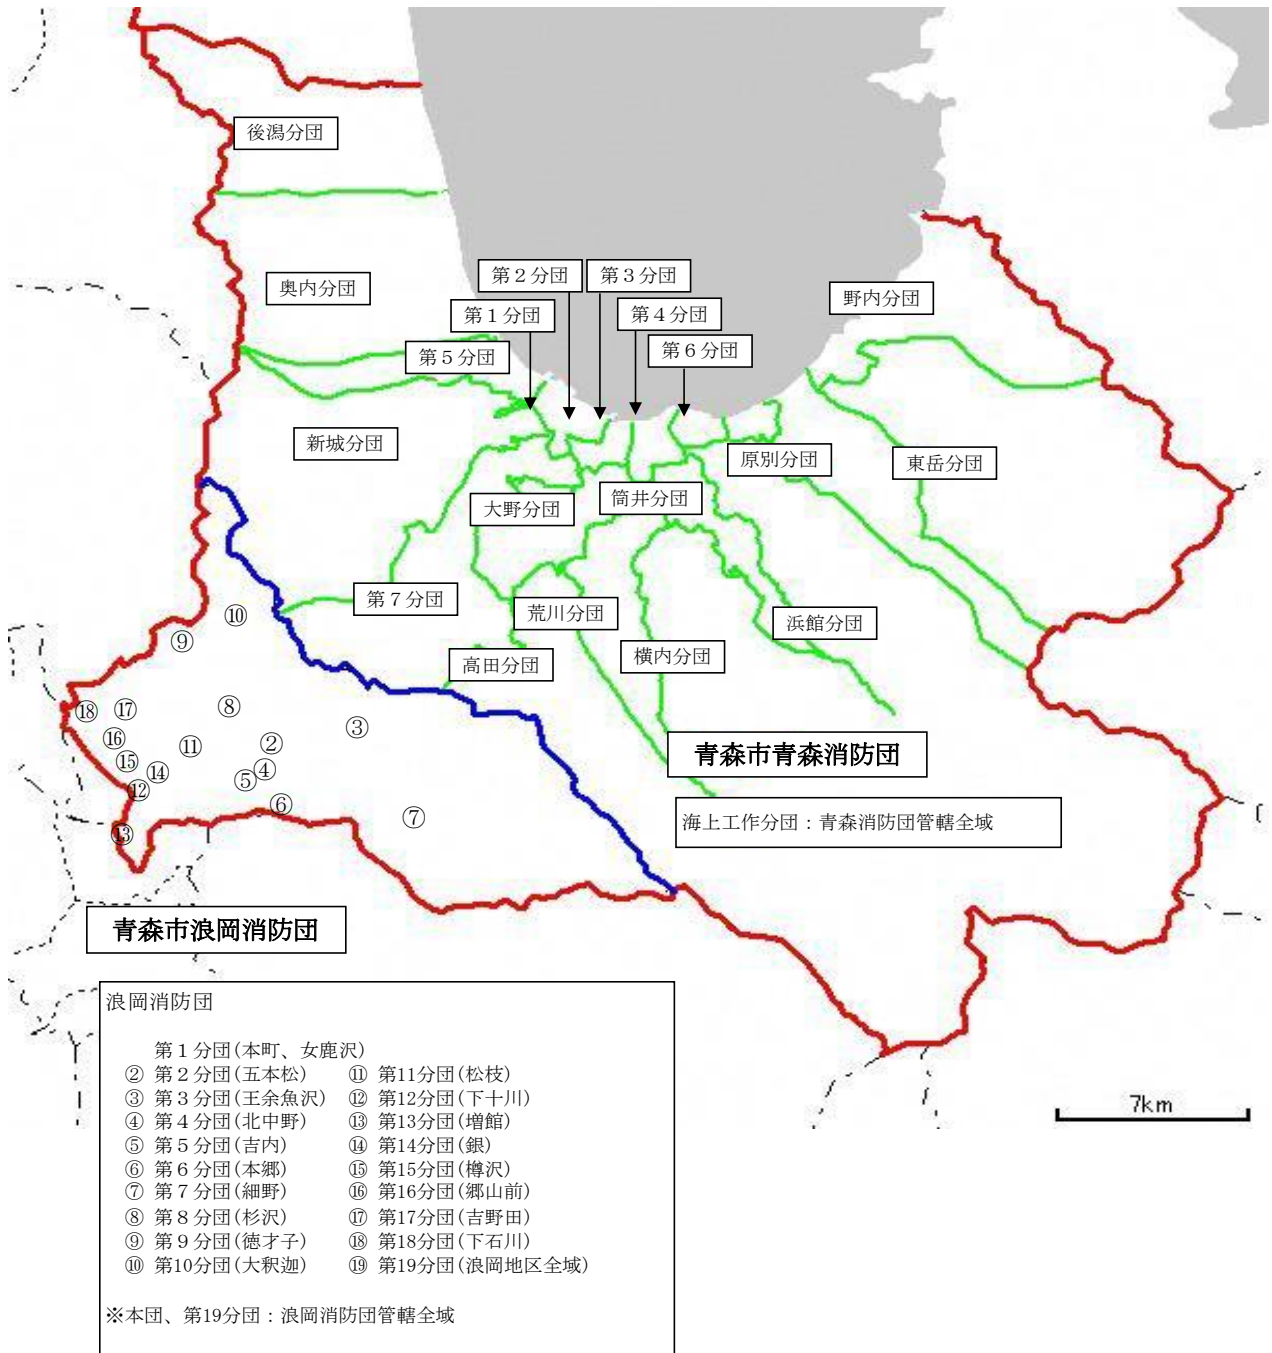 後潟分団
奥内分団
第２分団
第３分団
野内分団
第１分団
第４分団
第５分団
第６分団
新城分団
原別分団
東岳分団
大野分団
筒井分団
第７分団
荒川分団
浜館分団
横内分団
高田分団
⑩
⑨
⑧
⑱
⑰
③
⑯
⑪
②
⑮
⑭
④
⑤
⑫
⑥
⑦
⑬
青森市青森消防団
海上工作分団：青森消防団管轄全域
青森市浪岡消防団
浪岡消防団
第１分団(本町、女鹿沢)
② 第２分団(五本松) ⑪ 第11分団(松枝)
③ 第３分団(王余魚沢) ⑫ 第12分団(下十川)
④ 第４分団(北中野) ⑬ 第13分団(増館)
⑤ 第５分団(吉内) ⑭ 第14分団(銀)
⑥ 第６分団(本郷) ⑮ 第15分団(樽沢)
⑦ 第７分団(細野) ⑯ 第16分団(郷山前)
⑧ 第８分団(杉沢) ⑰ 第17分団(吉野田)
⑨ 第９分団(徳才子) ⑱ 第18分団(下石川)
⑩ 第10分団(大釈迦) ⑲ 第19分団(浪岡地区全域)
※本団、第19分団：浪岡消防団管轄全域
7km